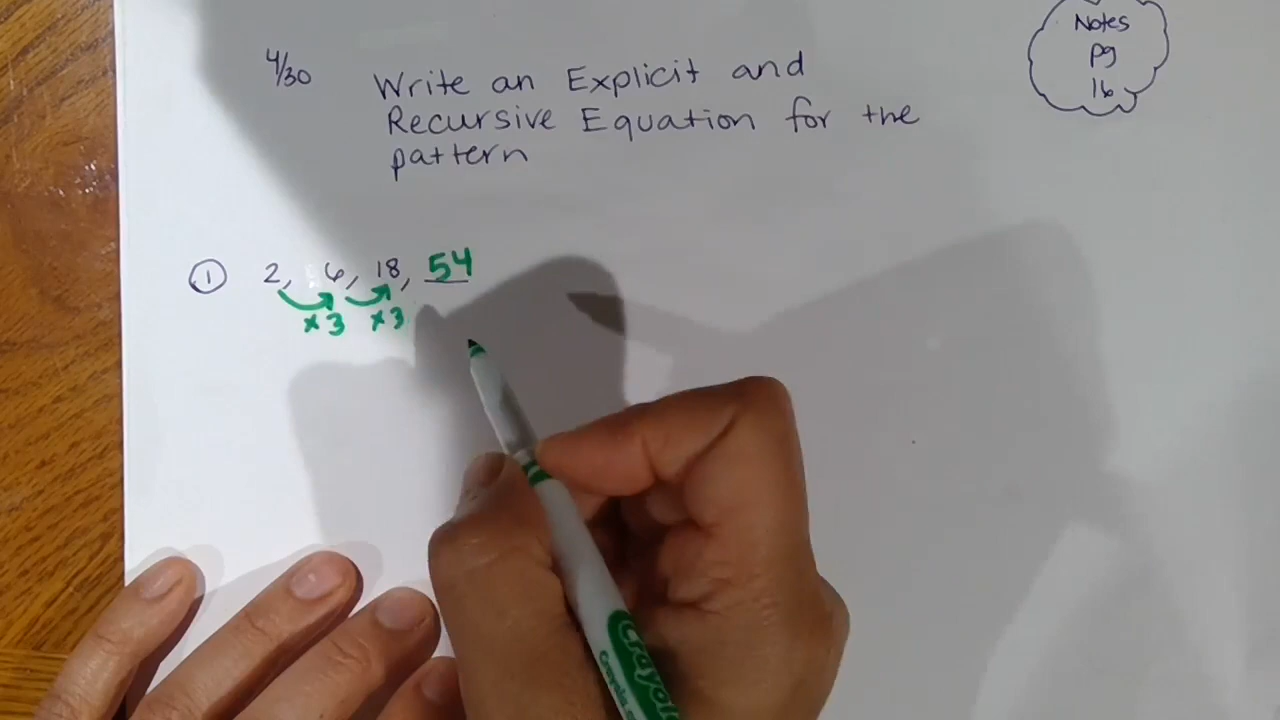 Notes
pg
16
4/30 Write an Explicit and
Recursive Equation for the
pattern
① 2, 6, 18, 54
×3 ×3
Crayola
Crayola